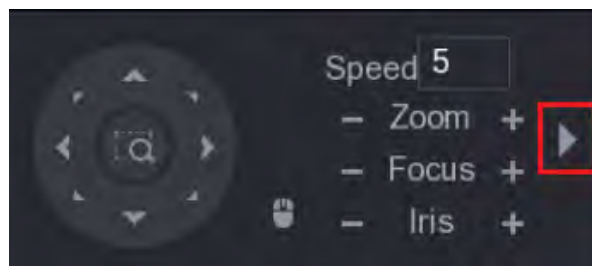 Speed 5
- Zoom +
- Focus +
- Iris +